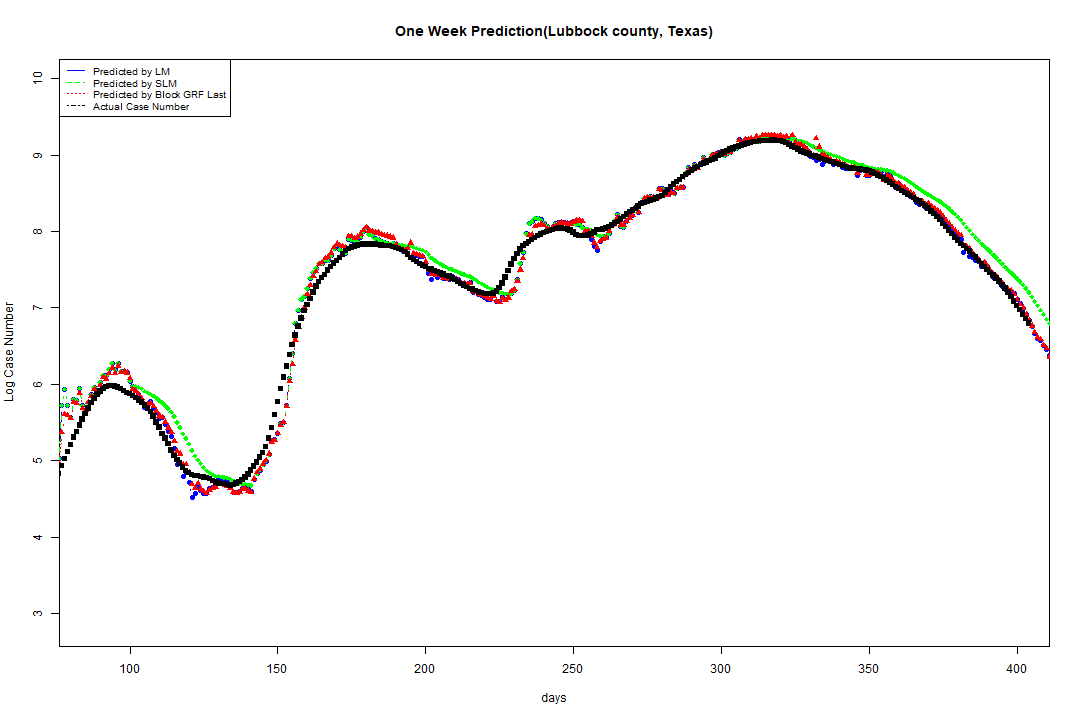 One Week Prediction(Lubbock county, Texas)
Predicted by LM
Predicted by SLM
Predicted by Block GRF Last
Actual Case Number
10
9
8
7
6
5
4
3
Log Case Number
100 150 200 250 300 350 400
days